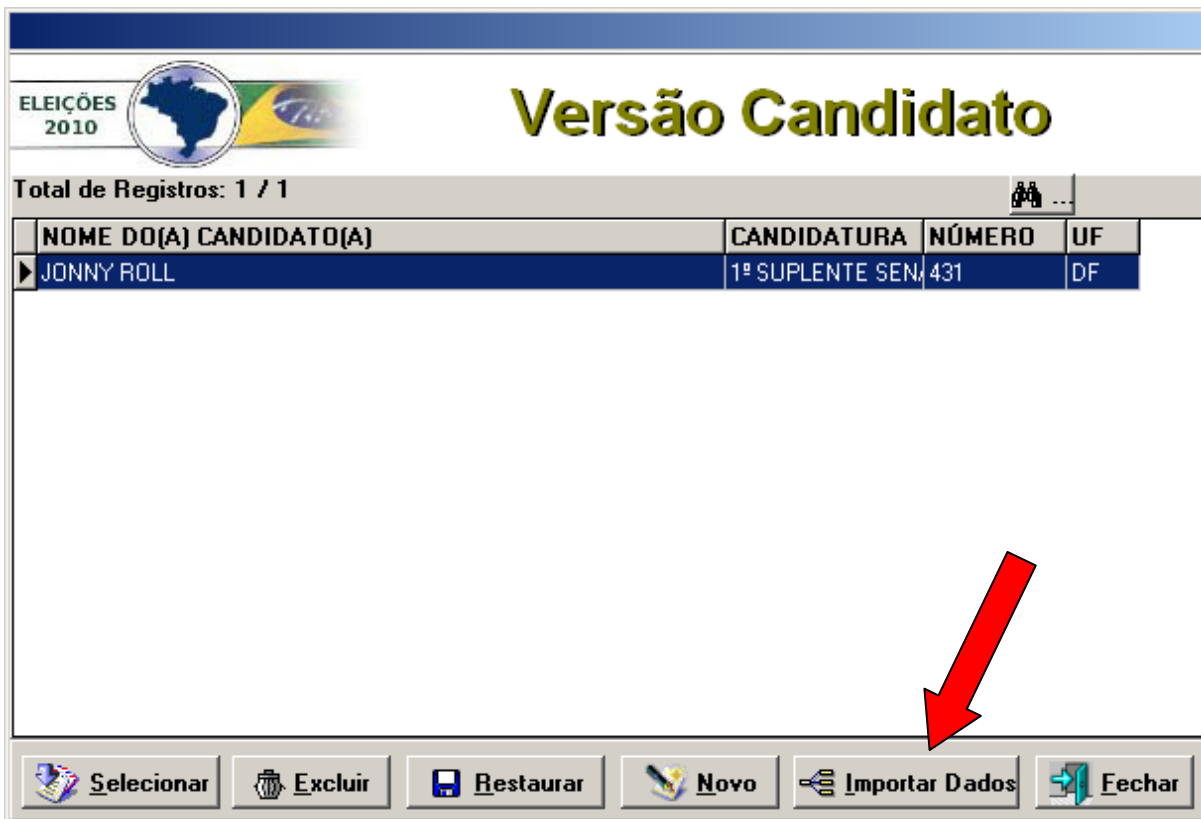 ELEIÇÕES
2010
Versão Candidato
Total de Registros: 1 / 1
...
NOME DO(A) CANDIDATO(A) CANDIDATURA NÚMERO UF
JONNY ROLL 1º SUPLENTE SEN 431 DF
Selecionar Excluir Restaurar Novo Importar Dados Fechar